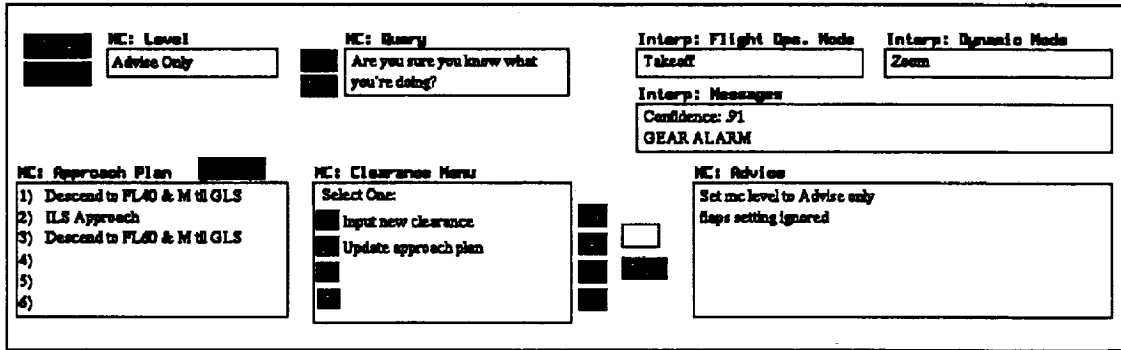 MC: Level
Advise Only
MC: Query
Are you sure you know what
you're doing?
Interp: Flight Ops. Mode
Takeoff
Interp: Dynamic Mode
Zoom
Interp: Messages
Confidence: .91
GEAR ALARM
MC: Approach Plan
1) Descend to FL40 & M til GLS
2) ILS Approach
3) Descend to FL60 & M til GLS
4)
5)
6)
MC: Clearance Menu
Select One:
Input new clearance
Update approach plan
MC: Advice
Set mc level to Advise only
flaps setting ignored